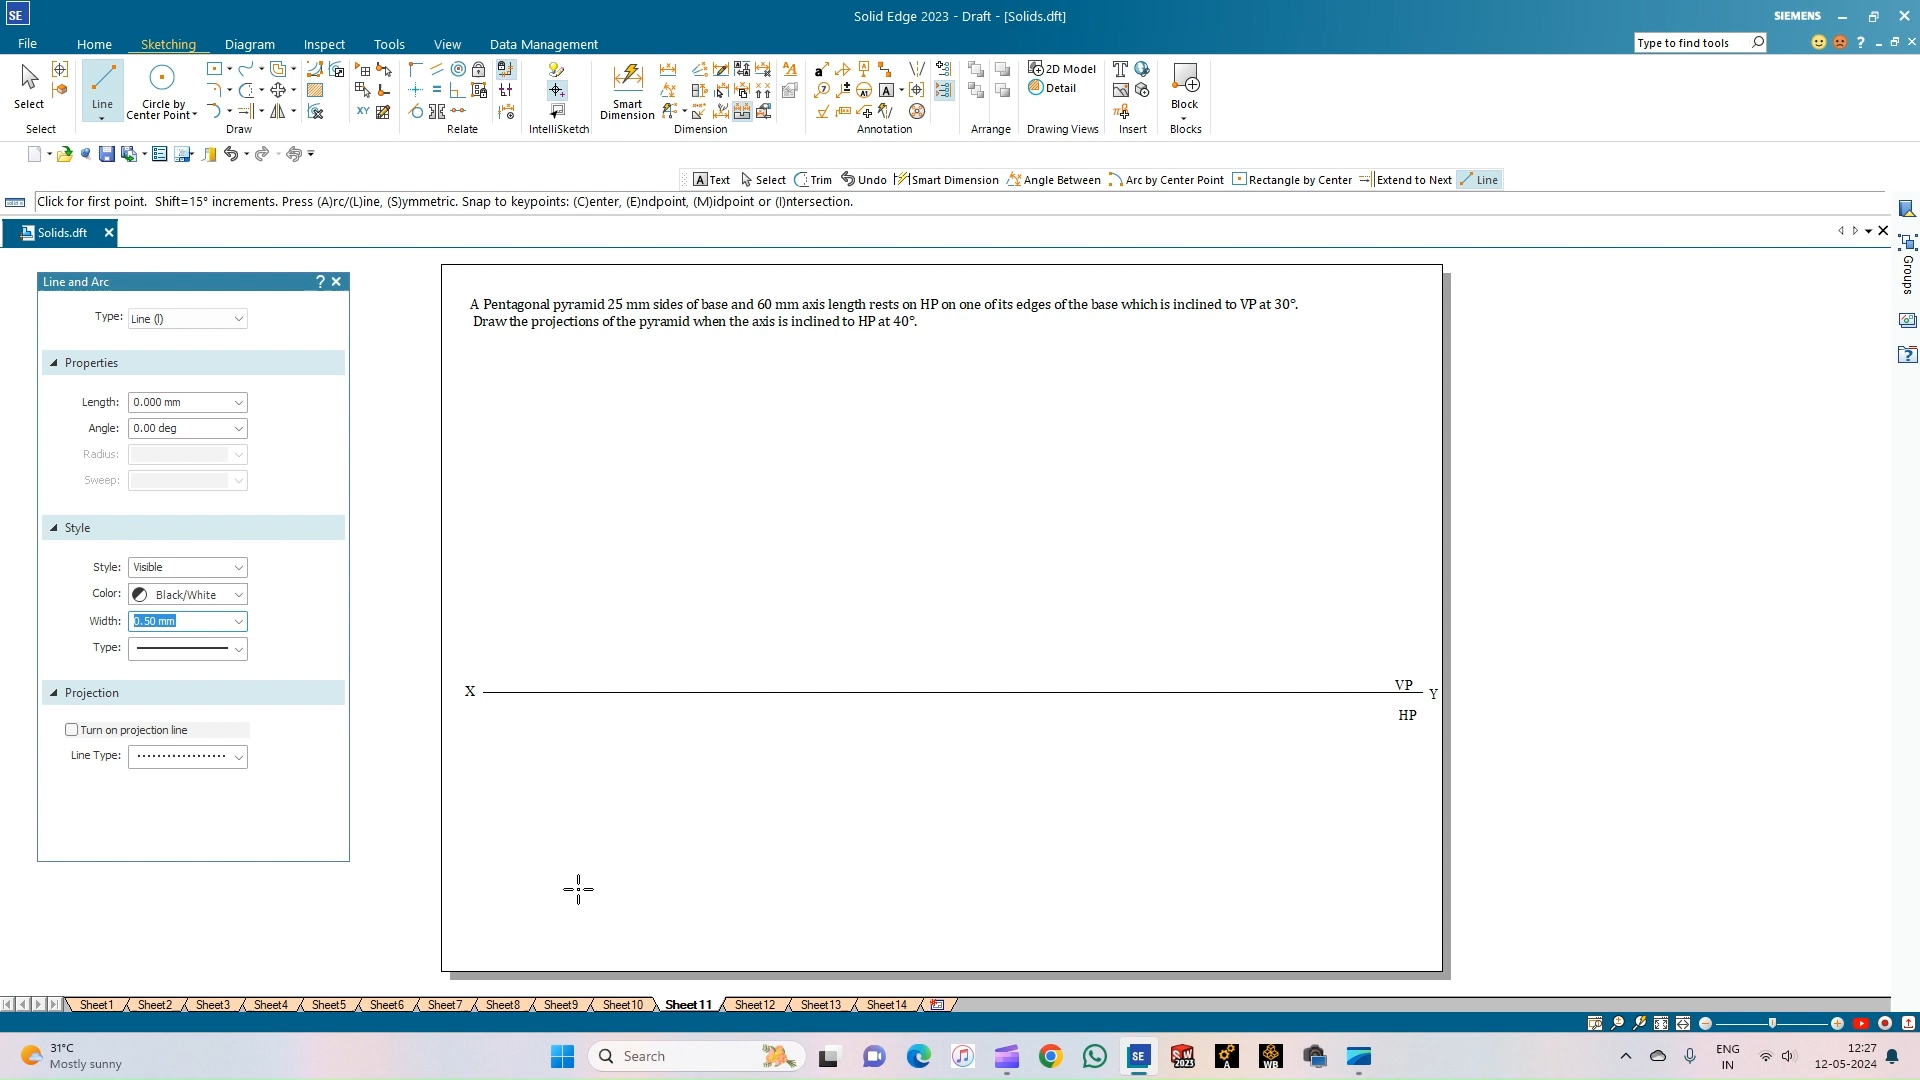 SE
Solid Edge 2023 - Draft - [Solids.dft]
SIEMENS
File
Home
Sketching
Diagram
Inspect
Tools
View
Data Management
Type to find tools
Select
Line
Circle by
Center Point
Smart
Dimension
2D Model
Detail
Block
XY
Select
Draw
Relate
IntelliSketch
Dimension
Annotation
Arrange
Drawing Views
Insert
Blocks
Text
Select
Trim
Undo
Smart Dimension
Angle Between
Arc by Center Point
Rectangle by Center
Extend to Next
Line
Click for first point.  Shift=15° increments. Press (A)rc/(L)ine, (S)ymmetric. Snap to keypoints: (C)enter, (E)ndpoint, (M)idpoint or (I)ntersection.
Solids.dft
Groups
Line and Arc
Type: Line (l)
Properties
Length: 0.000 mm
Angle: 0.00 deg
Radius:
Sweep:
Style
Style: Visible
Color: Black/White
Width: 0.50 mm
Type:
Projection
Turn on projection line
Line Type:
A Pentagonal pyramid 25 mm sides of base and 60 mm axis length rests on HP on one of its edges of the base which is inclined to VP at 30°.
Draw the projections of the pyramid when the axis is inclined to HP at 40°.
X
VP
Y
HP
Sheet1
Sheet2
Sheet3
Sheet4
Sheet5
Sheet6
Sheet7
Sheet8
Sheet9
Sheet10
Sheet11
Sheet12
Sheet13
Sheet14
31°C
Mostly sunny
Search
SE
SW
2023
A
WB
ENG
IN
12:27
12-05-2024